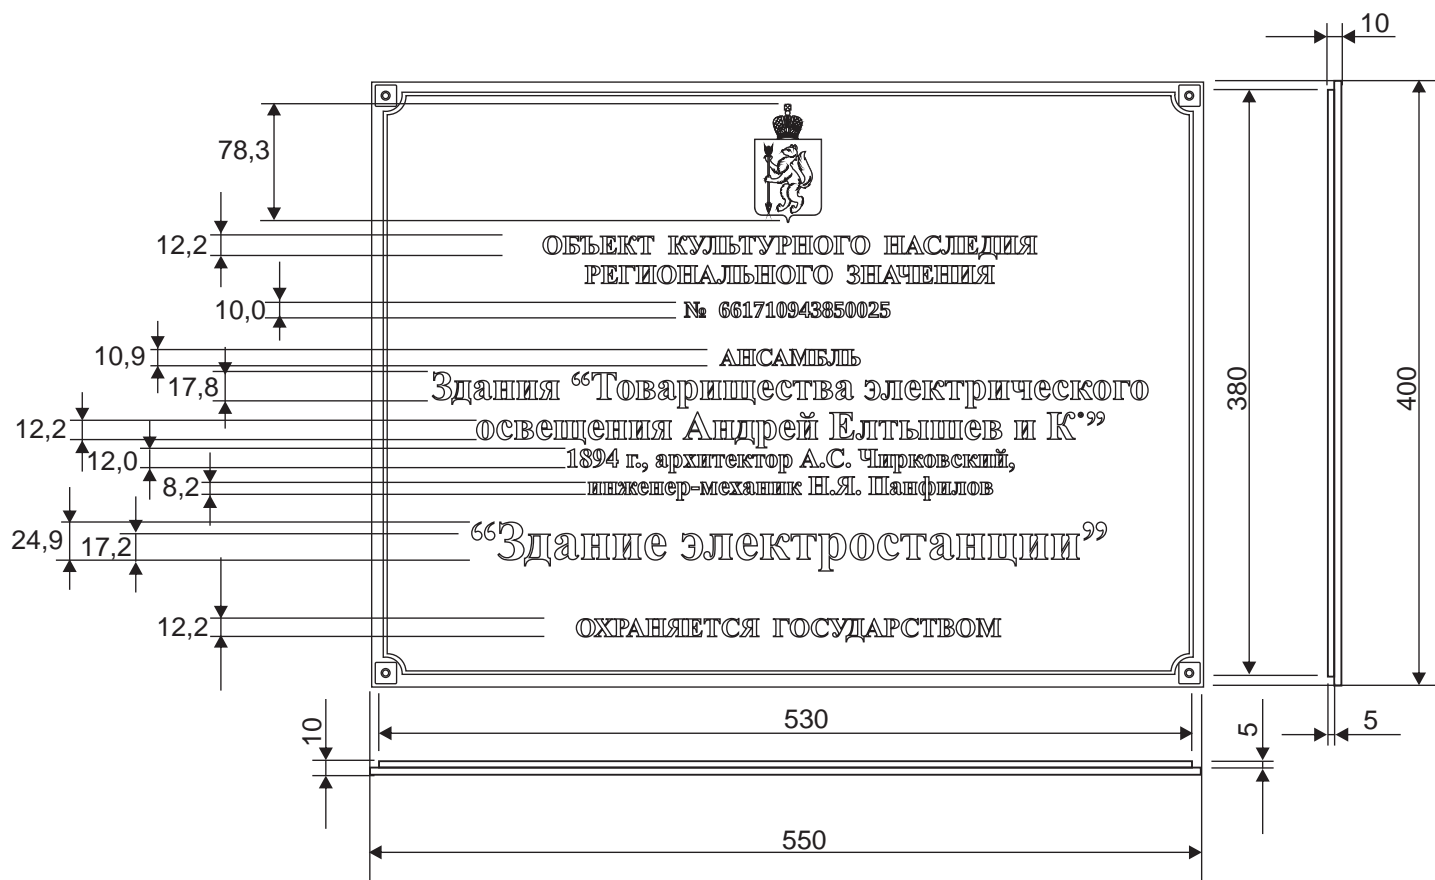 10
78,3
12,2
ОБЪЕКТ КУЛЬТУРНОГО НАСЛЕДИЯ
РЕГИОНАЛЬНОГО ЗНАЧЕНИЯ
10,0
№ 661710943850025
10,9
АНСАМБЛЬ
17,8
Здания “Товарищества электрического
12,2
освещения Андрей Елтышев и К°”
12,0
1894 г., архитектор А.С. Чирковский,
8,2
инженер-механик Н.Я. Панфилов
24,9
17,2
“Здание электростанции”
12,2
ОХРАНЯЕТСЯ ГОСУДАРСТВОМ
380
400
10
530
5
5
550